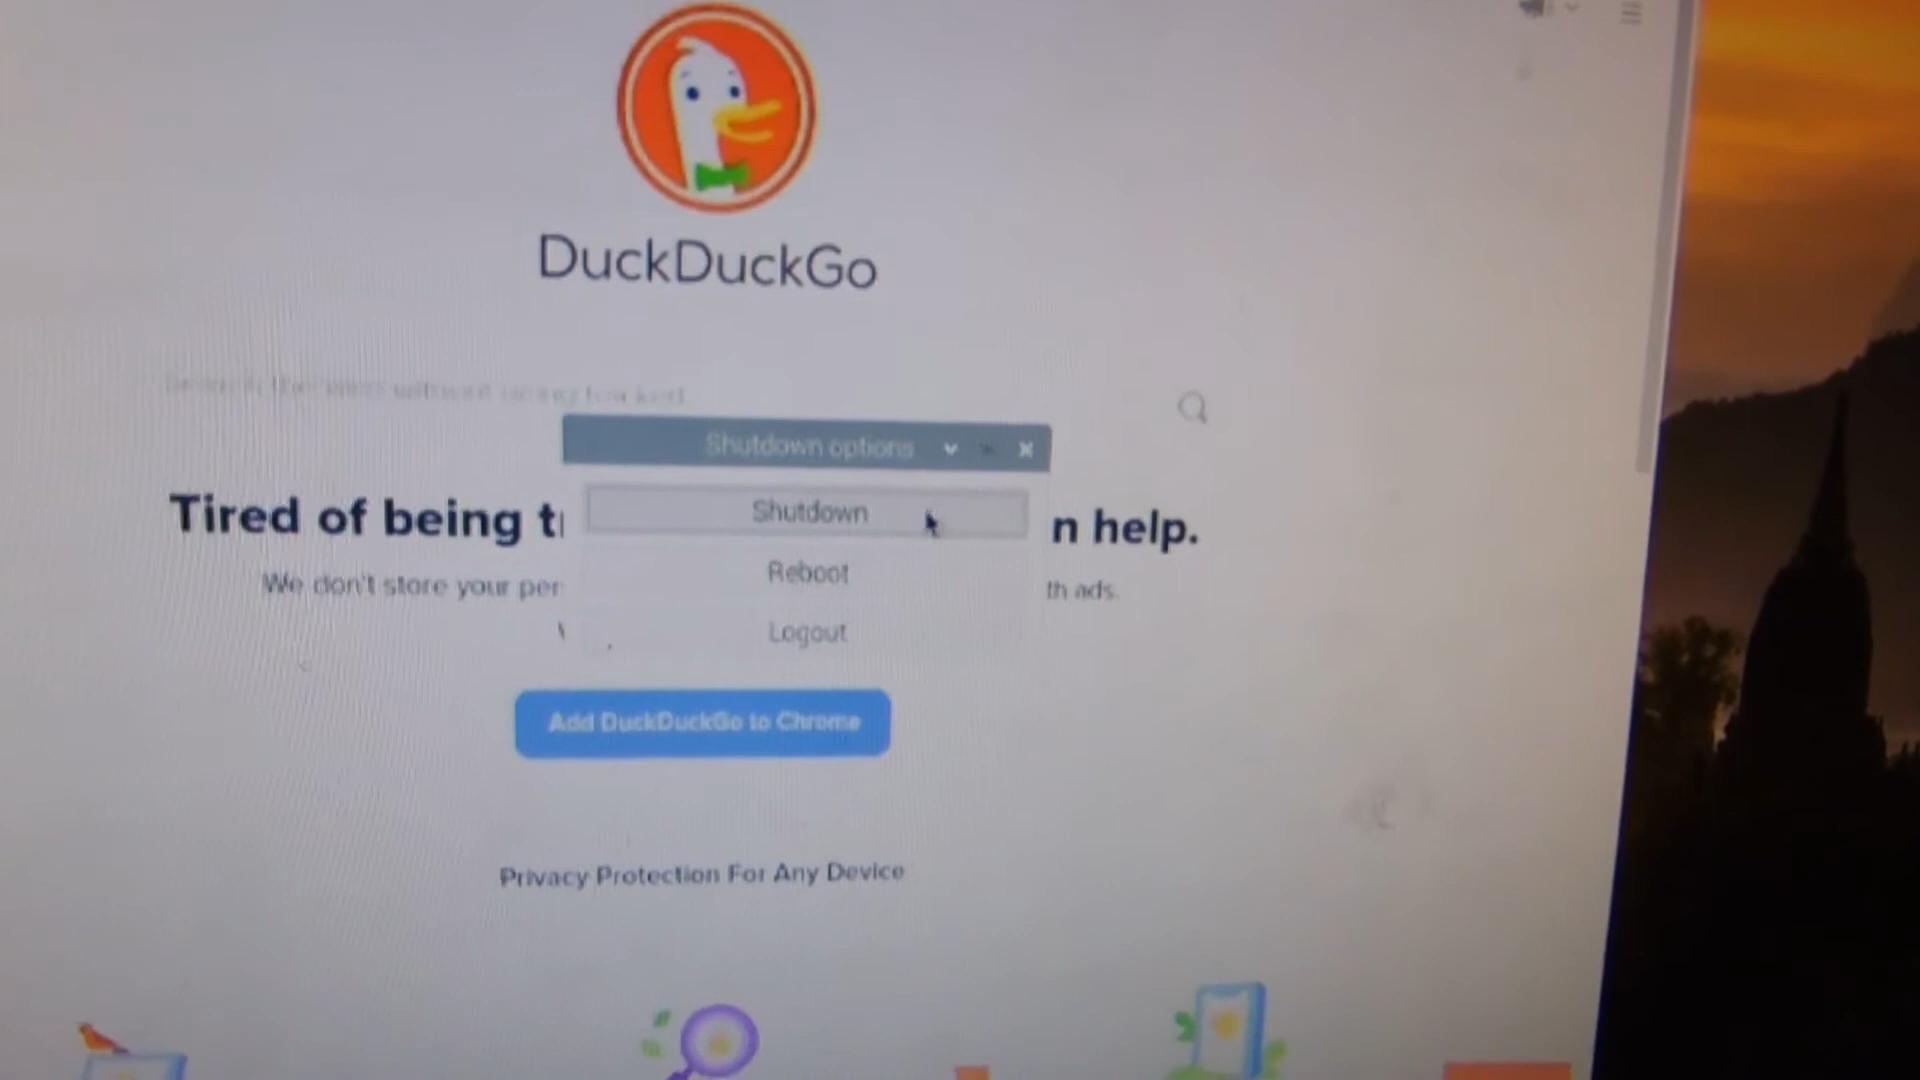 DuckDuckGo
Shutdown options
Shutdown
Tired of being t
n help.
Reboot
We don't store your per
th ads.
Logout
Add DuckDuckGo to Chrome
Privacy Protection For Any Device